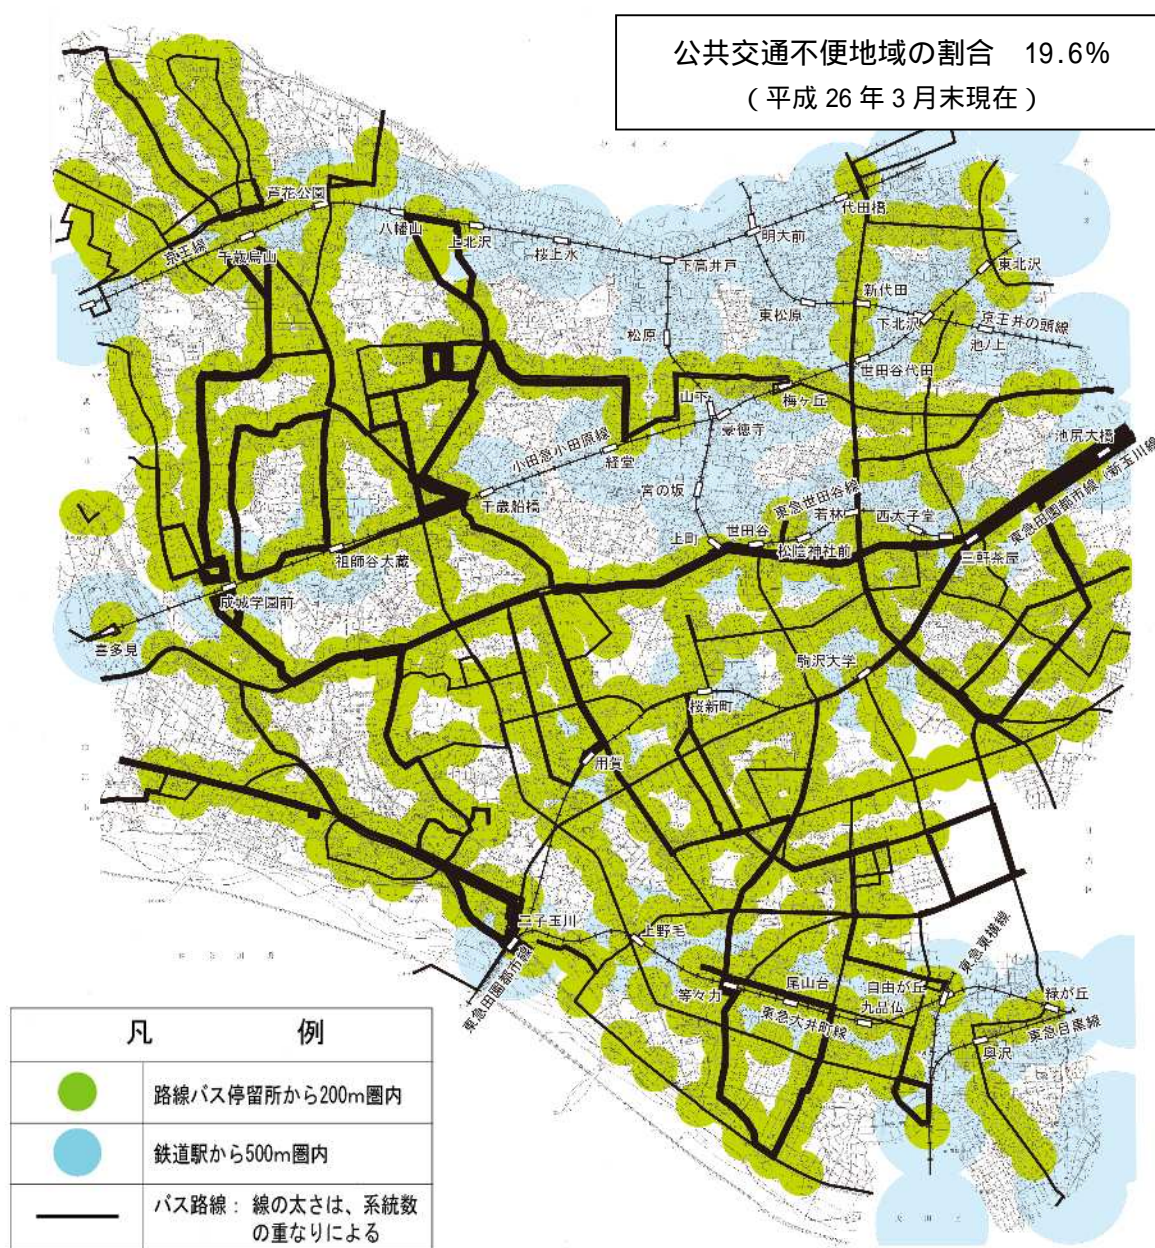 公共交通不便地域の割合　19.6%
（平成 26 年 3 月末現在）
芦花公園
八幡山
上北沢
桜上水
下高井戸
明大前
代田橋
京王線
千歳烏山
東北沢
新代田
下北沢
京王井の頭線
池ノ上
東松原
松原
世田谷代田
梅ヶ丘
山下
豪徳寺
小田急小田原線
経堂
宮の坂
千歳船橋
池尻大橋
東急田園都市線（新玉川線）
東急世田谷線
若林
西太子堂
世田谷
上町
松陰神社前
三軒茶屋
祖師谷大蔵
成城学園前
喜多見
駒沢大学
桜新町
用賀
二子玉川
東急田園都市線
上野毛
等々力
尾山台
東急大井町線
自由が丘
九品仏
東急東横線
緑が丘
東急目黒線
奥沢
凡　例
路線バス停留所から200m圏内
鉄道駅から500m圏内
バス路線： 線の太さは、系統数
の重なりによる